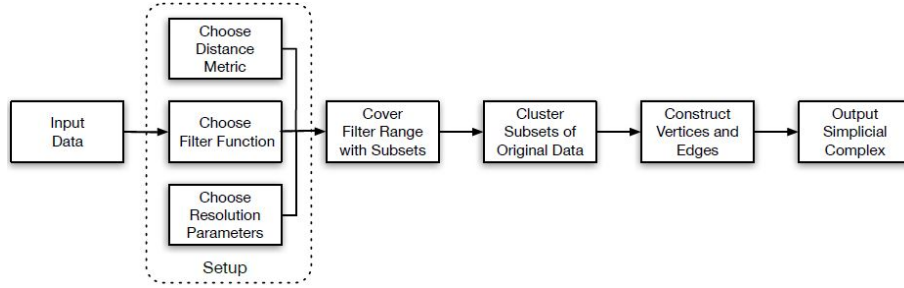 Input
Data
Choose
Distance
Metric
Choose
Filter Function
Choose
Resolution
Parameters
Setup
Cover
Filter Range
with Subsets
Cluster
Subsets of
Original Data
Construct
Vertices and
Edges
Output
Simplicial
Complex